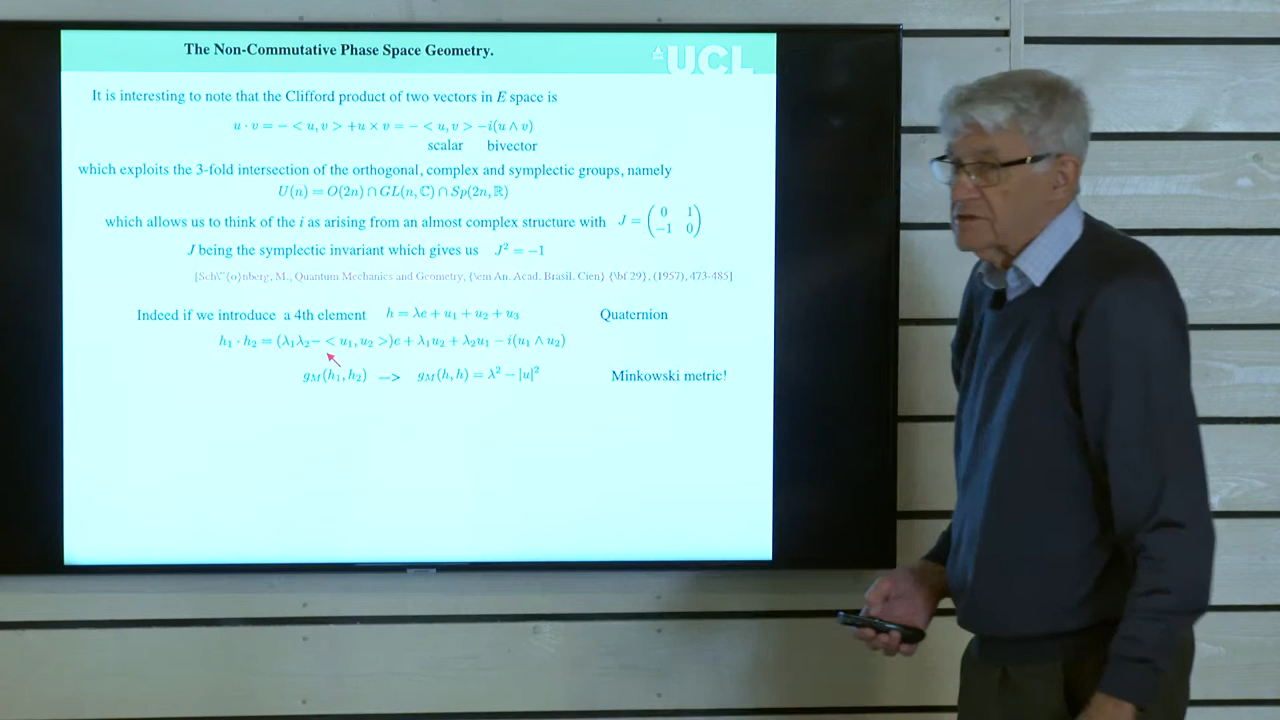 The Non-Commutative Phase Space Geometry.
UCL
It is interesting to note that the Clifford product of two vectors in E space is
u · v = − < u, v > +u × v = − < u, v > −i(u ∧ v)
scalar bivector
which exploits the 3-fold intersection of the orthogonal, complex and symplectic groups, namely
U(n) = O(2n) ∩ GL(n, ℂ) ∩ Sp(2n, ℝ)
which allows us to think of the i as arising from an almost complex structure with J = ( 0 1
−1 0 )
J being the symplectic invariant which gives us J² = −1
[Sch\"{o}nberg, M., Quantum Mechanics and Geometry, {\em An. Acad. Brasil. Cien} {\bf 29}, (1957), 473-485]
Indeed if we introduce a 4th element h = λe + u₁ + u₂ + u₃ Quaternion
h₁ · h₂ = (λ₁λ₂− < u₁, u₂ >)e + λ₁u₂ + λ₂u₁ − i(u₁ ∧ u₂)
g_M(h₁, h₂) −−> g_M(h, h) = λ² − |u|² Minkowski metric!